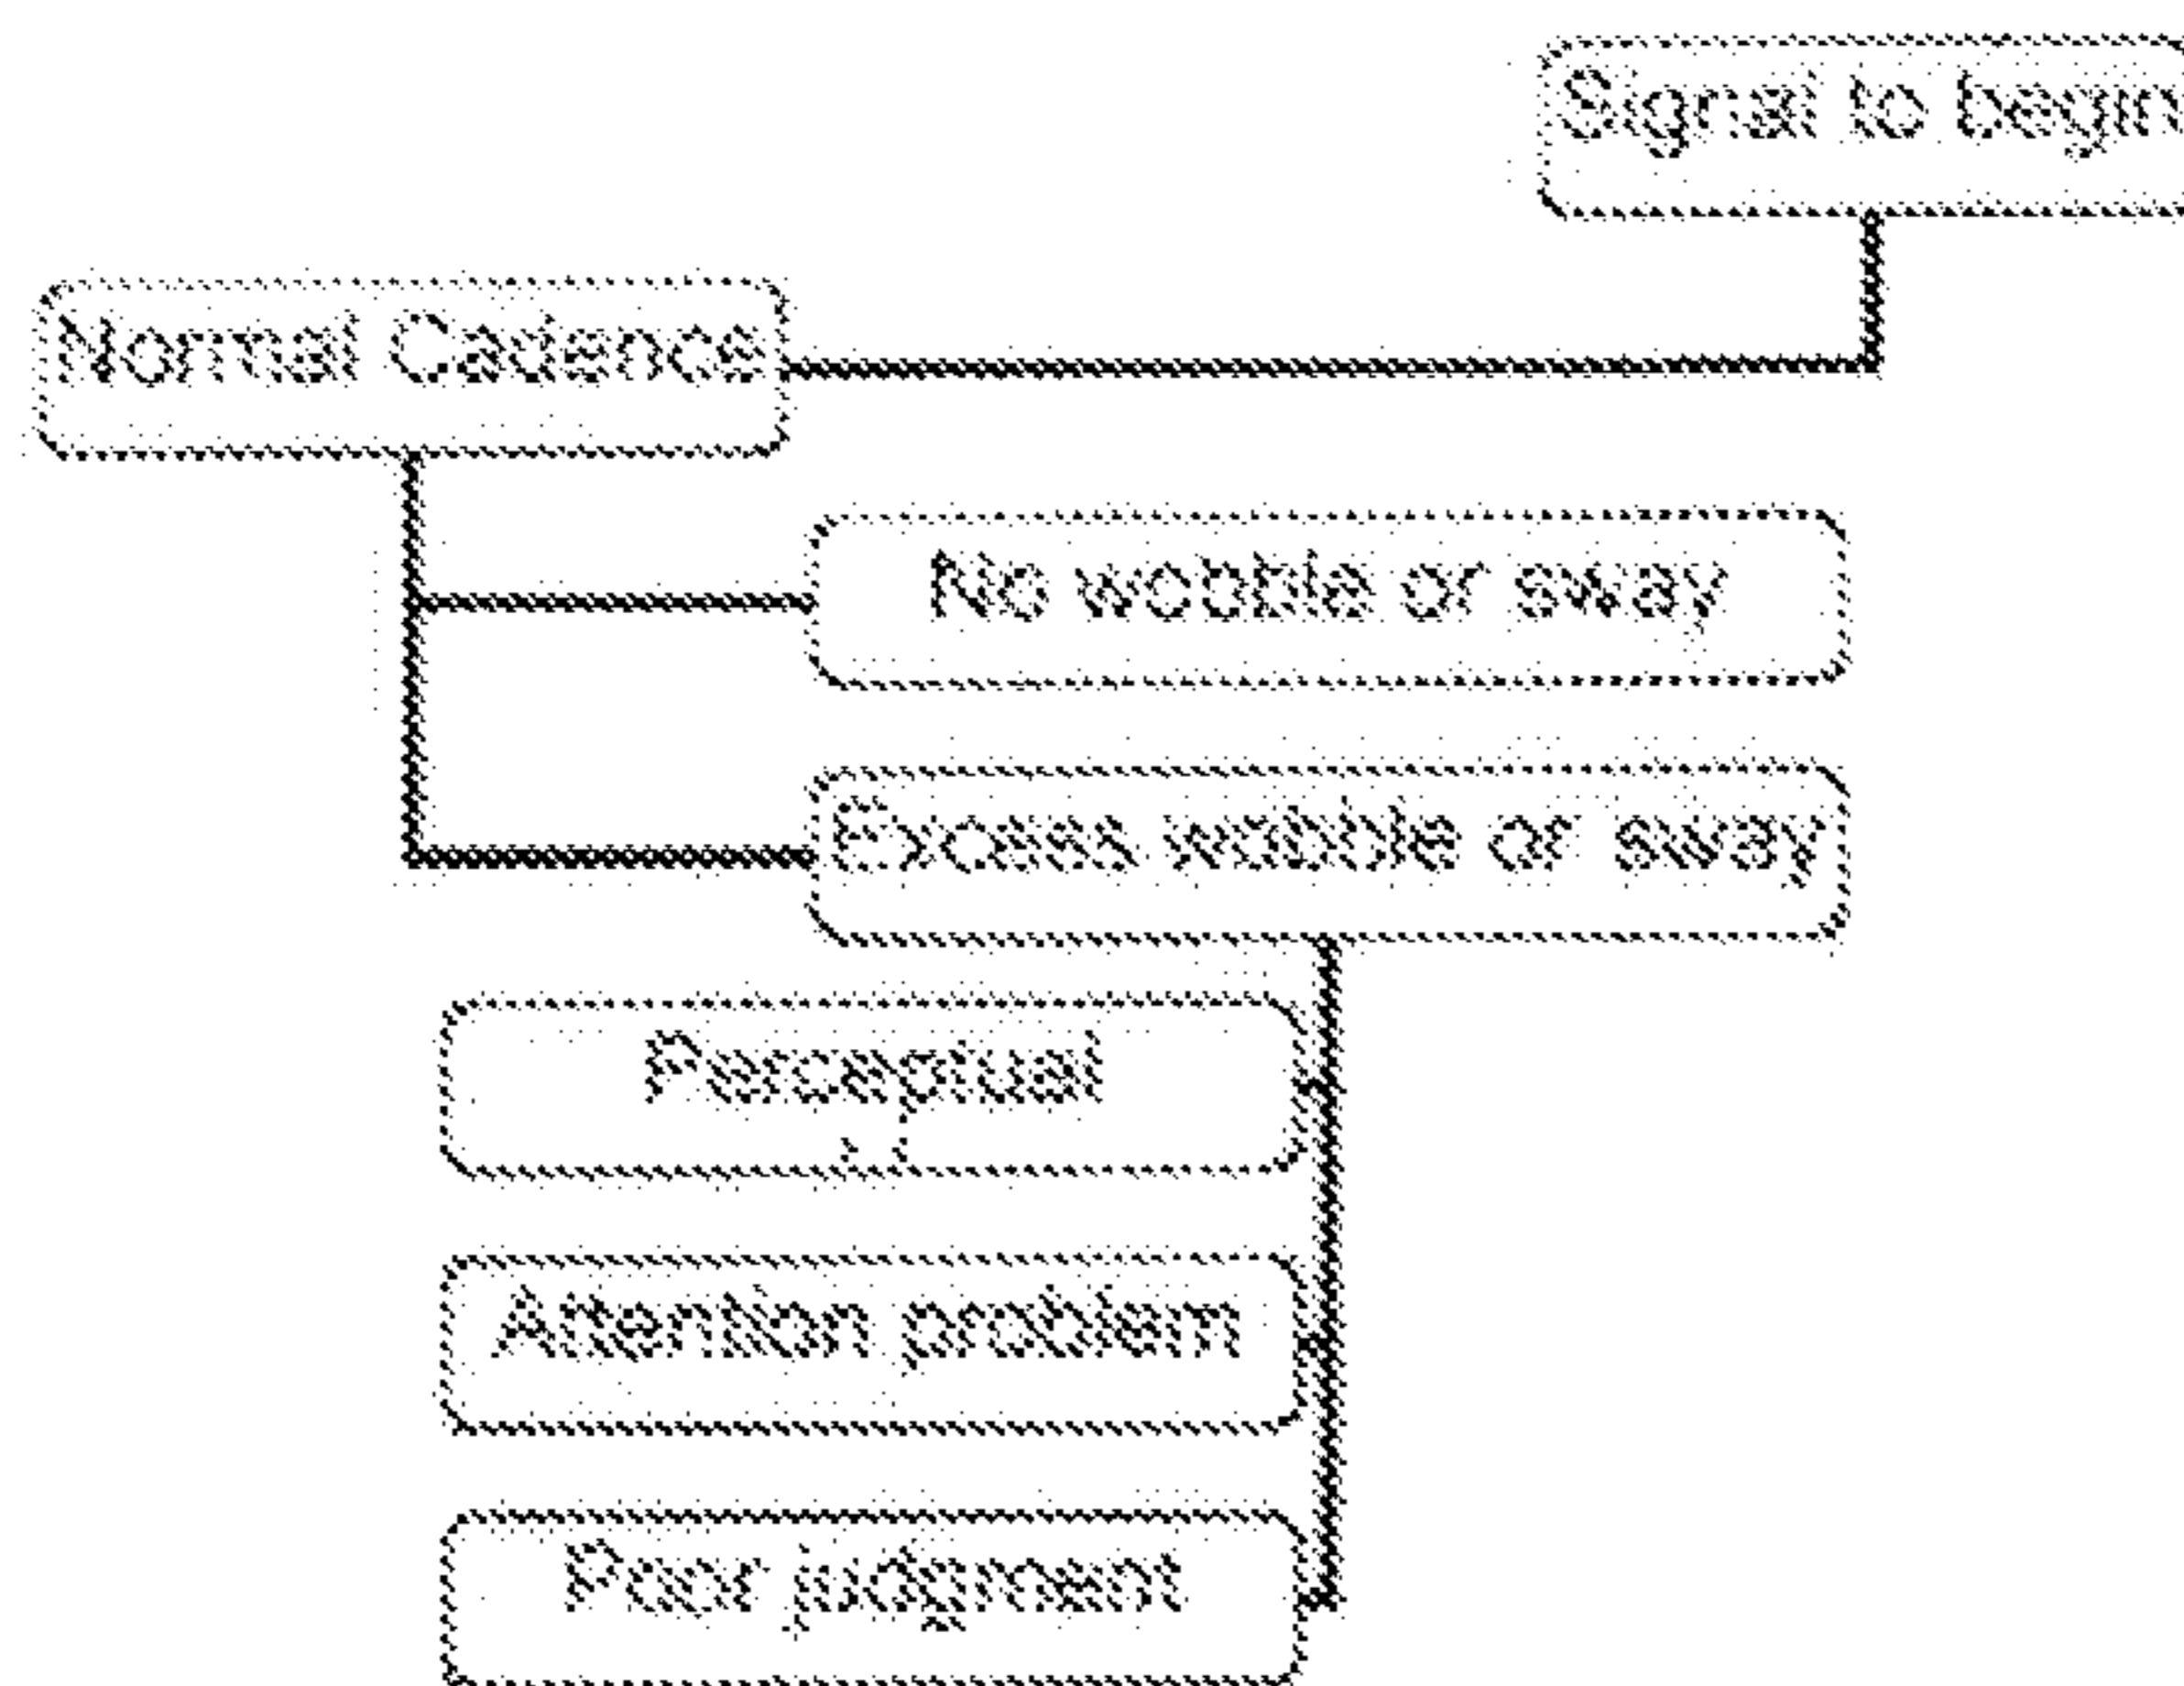 Signal to begin
Normal Cadence
No wobble or sway
Excess wobble or sway
Perceptual
Attention problem
Poor judgment